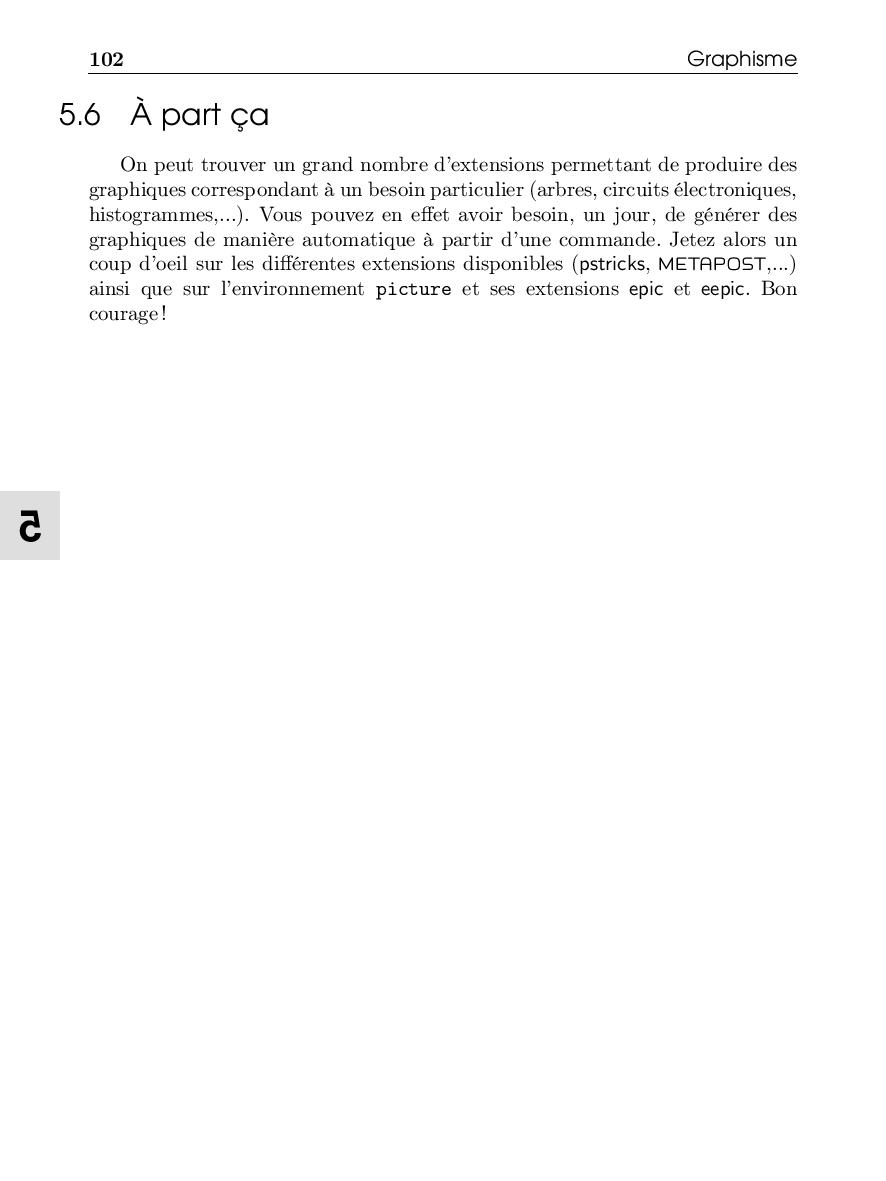 102 Graphisme
5.6 À part ça
On peut trouver un grand nombre d'extensions permettant de produire des
graphiques correspondant à un besoin particulier (arbres, circuits électroniques,
histogrammes,...). Vous pouvez en effet avoir besoin, un jour, de générer des
graphiques de manière automatique à partir d'une commande. Jetez alors un
coup d'oeil sur les différentes extensions disponibles (pstricks, METAPOST,...)
ainsi que sur l'environnement picture et ses extensions epic et eepic. Bon
courage !
5